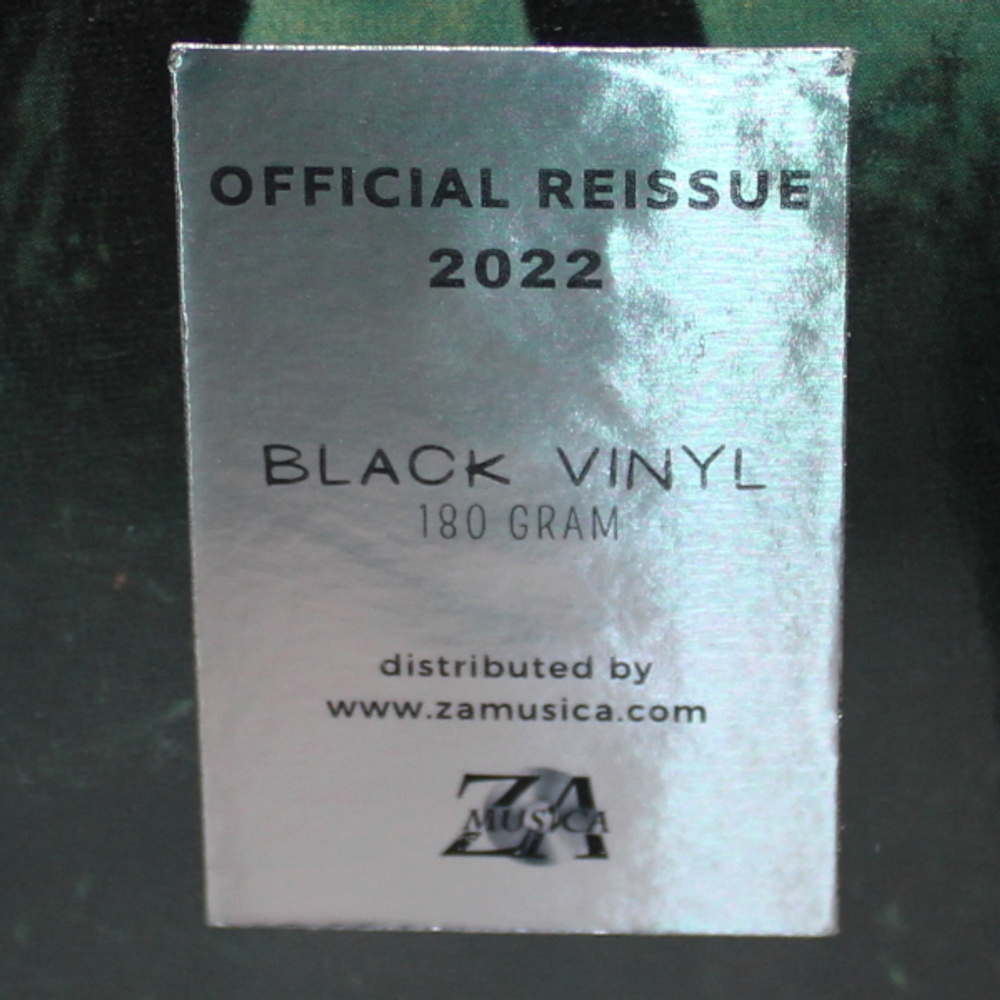 OFFICIAL REISSUE
2022
BLACK VINYL
180 GRAM
distributed by
www.zamusica.com
ZA
MUSICA